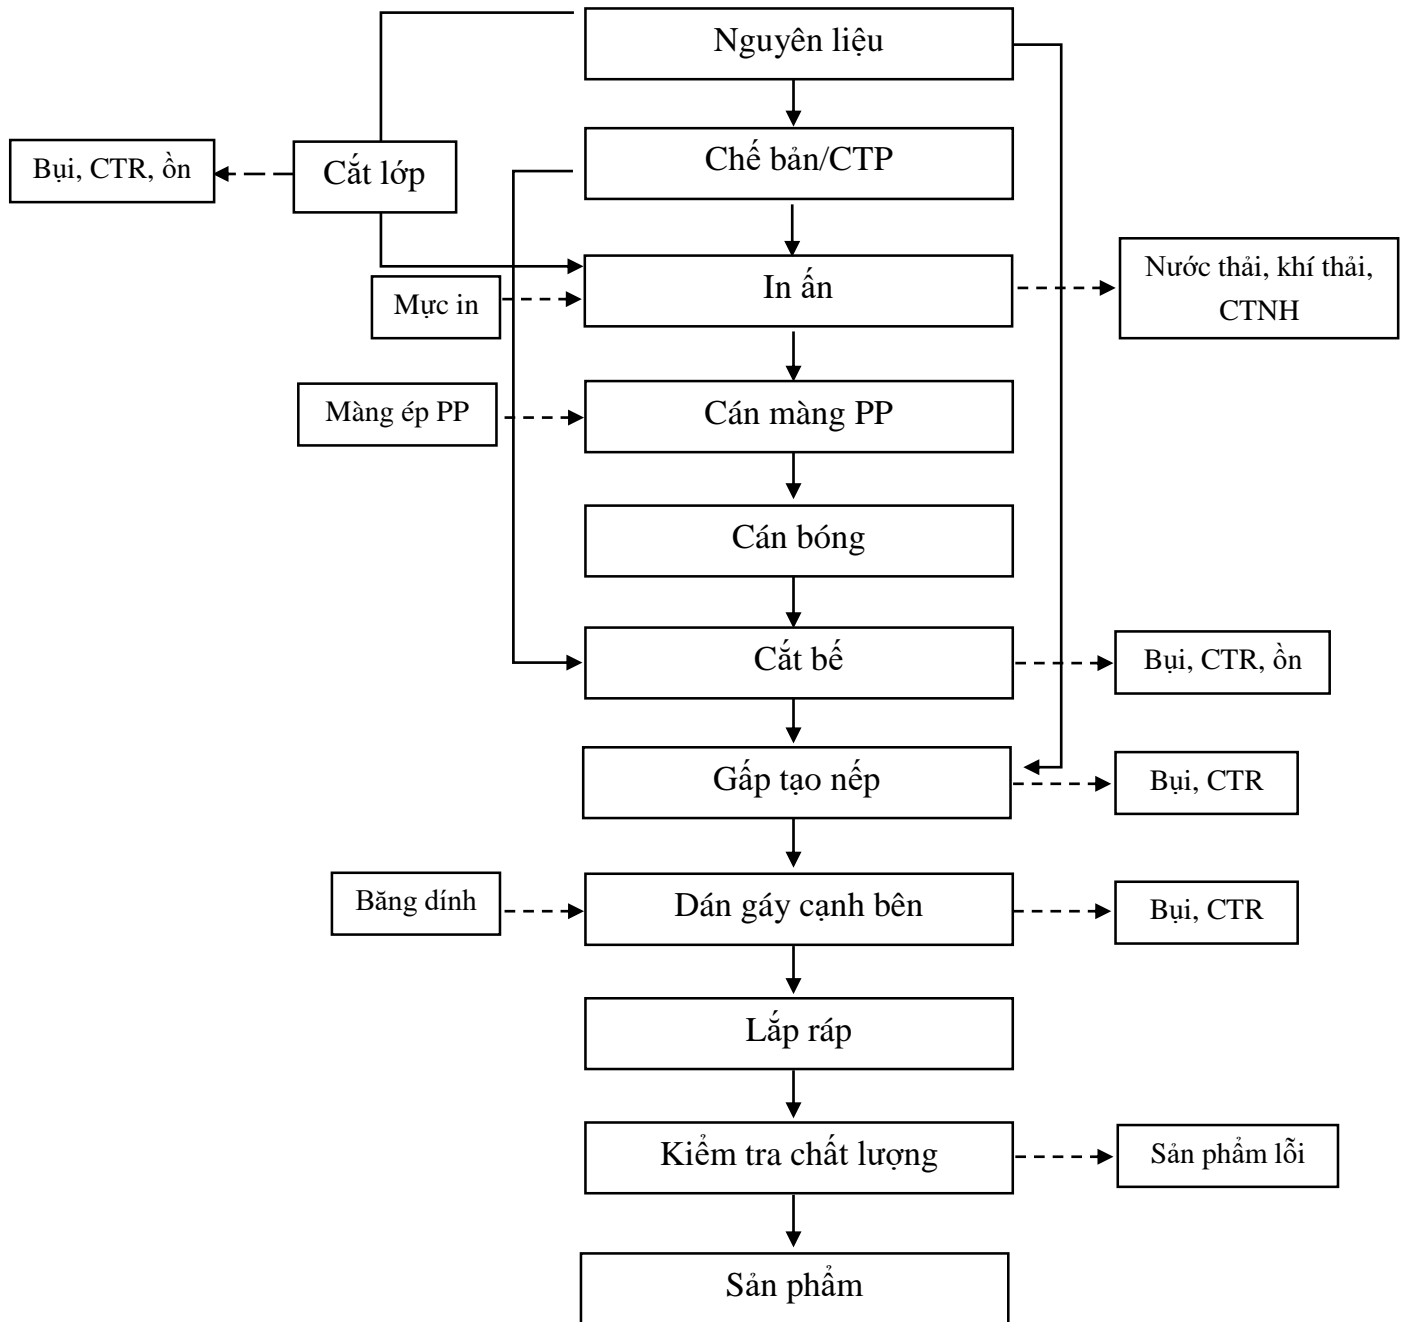 Nguyên liệu
Chế bản/CTP
Bụi, CTR, ồn
Cắt lớp
In ấn
Mực in
Nước thải, khí thải,
CTNH
Màng ép PP
Cán màng PP
Cán bóng
Cắt bế
Bụi, CTR, ồn
Gấp tạo nếp
Bụi, CTR
Băng dính
Dán gáy cạnh bên
Bụi, CTR
Lắp ráp
Kiểm tra chất lượng
Sản phẩm lỗi
Sản phẩm